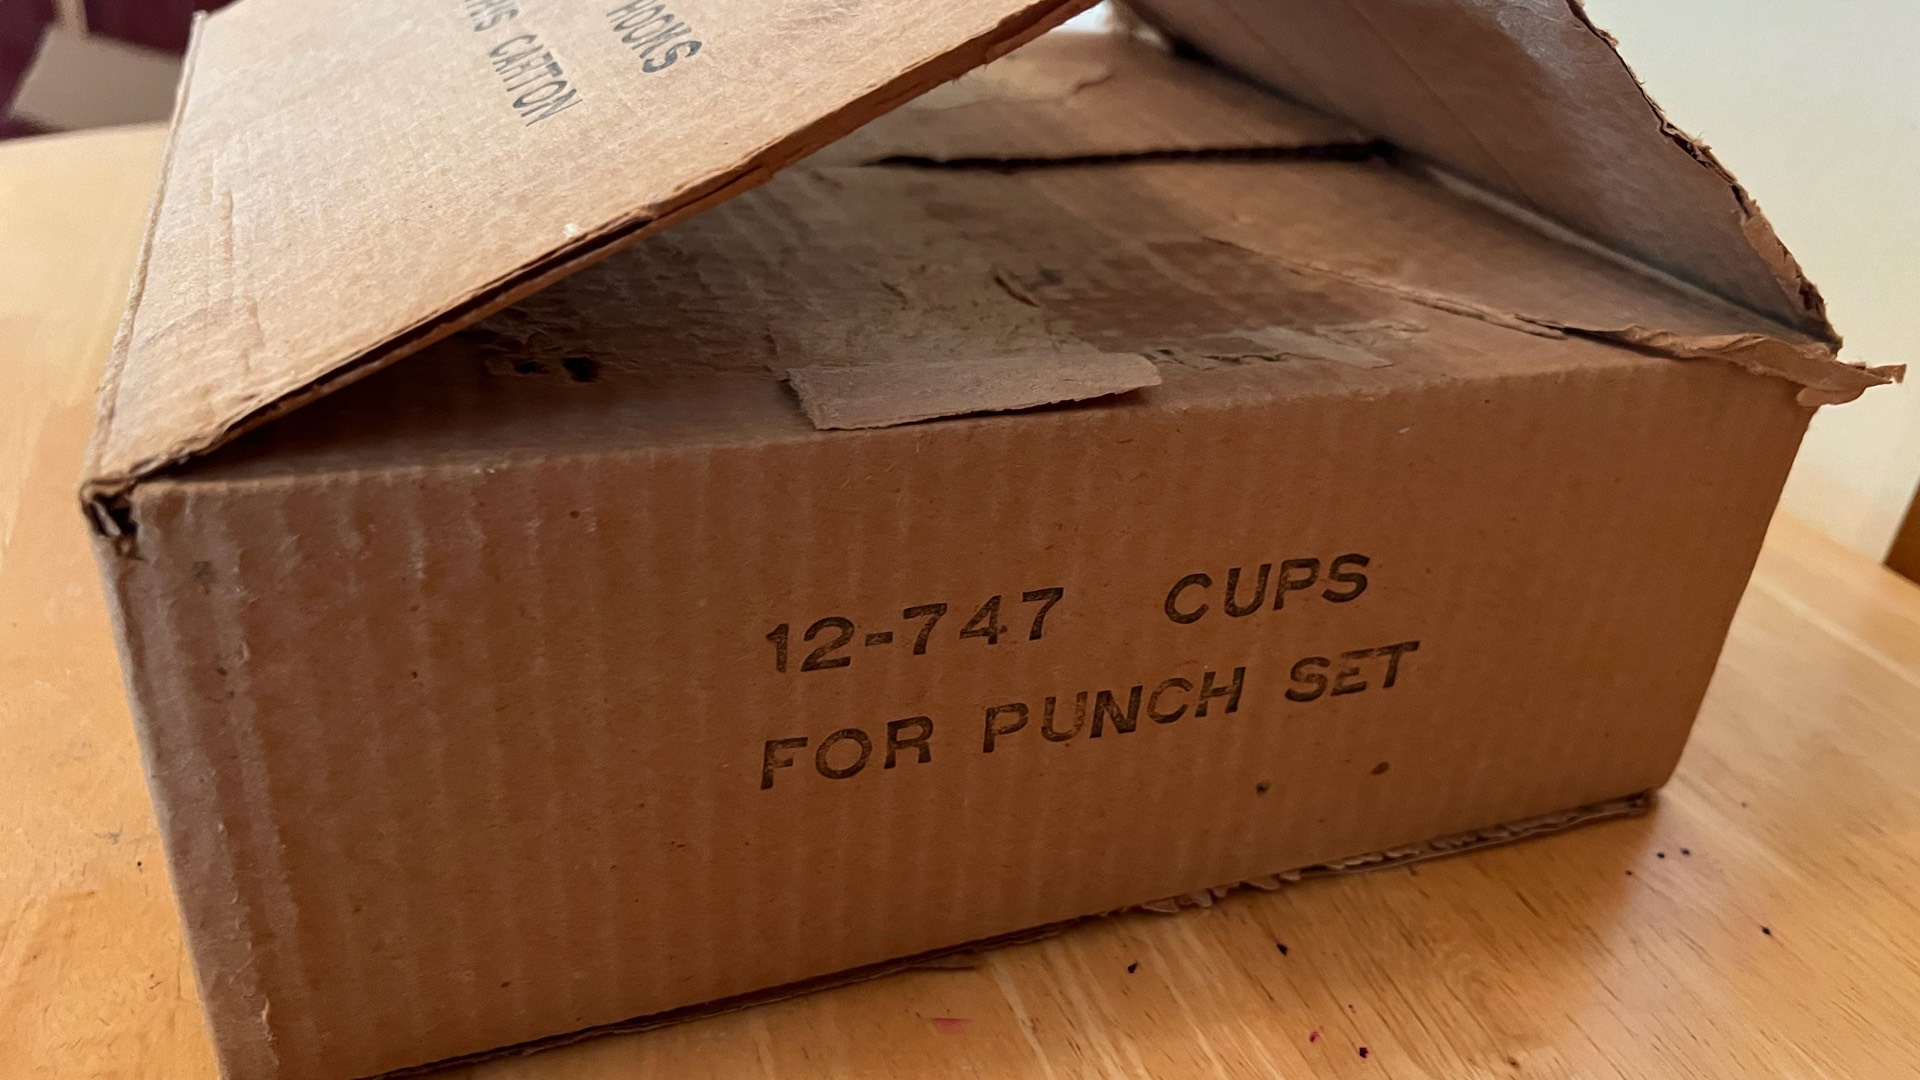 HOOKS
CARTON
12-747 CUPS
FOR PUNCH SET